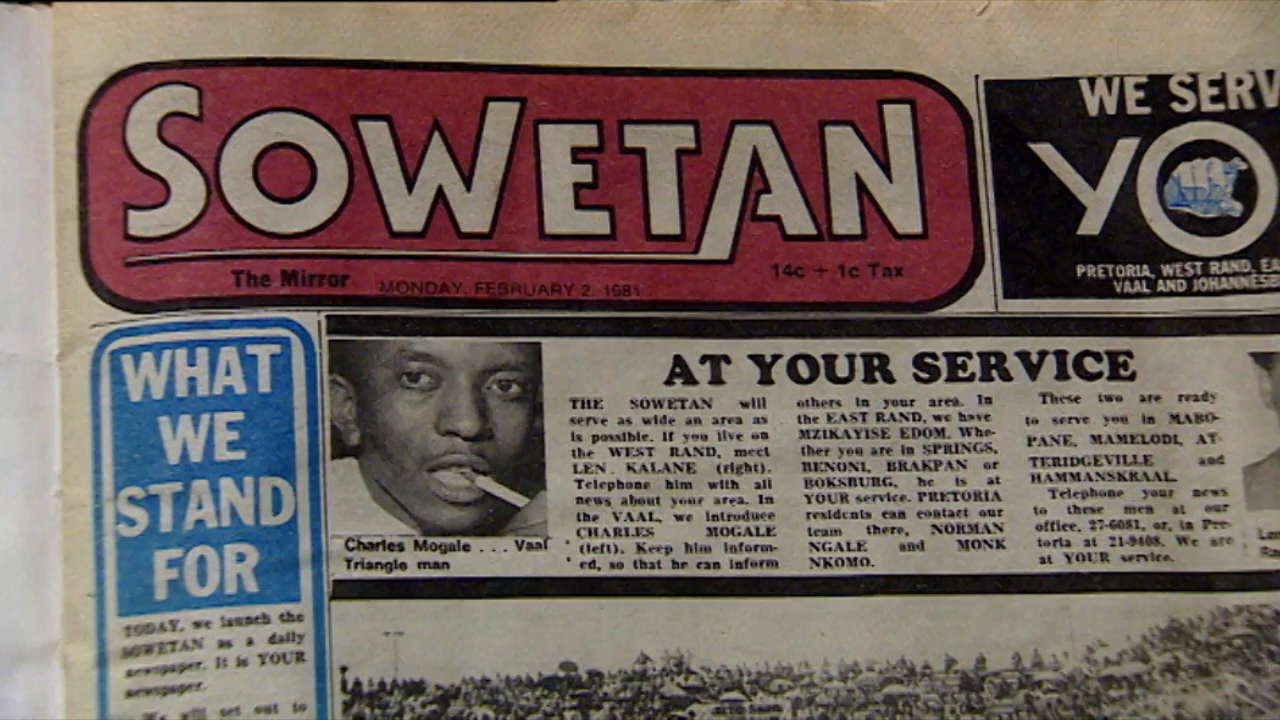 SOWETAN
The Mirror
MONDAY, FEBRUARY 2, 1981
14c + 1c Tax
WE SERV
YO
PRETORIA, WEST RAND, EA
VAAL AND JOHANNESB
WHAT
WE
STAND
FOR
TODAY, we launch the
SOWETAN as a daily
newspaper. It is YOUR
newspaper.
We will set out to
Charles Mogale ... Vaal
Triangle man
AT YOUR SERVICE
THE SOWETAN will
serve as wide an area as
is possible. If you live on
the WEST RAND, meet
LEN KALANE (right).
Telephone him with all
news about your area. In
the VAAL, we introduce
CHARLES MOGALE
(left). Keep him inform-
ed, so that he can inform
others in your area. In
the EAST RAND, we have
MZIKAYISE EDOM. Whe-
ther you are in SPRINGS,
BENONI, BRAKPAN or
BOKSBURG, he is at
YOUR service. PRETORIA
residents can contact our
team there, NORMAN
NGALE and MONK
NKOMO.
These two are ready
to serve you in MABO-
PANE, MAMELODI, AT-
TERIDGEVILLE and
HAMMANSKRAAL.
Telephone your news
to these men at our
office, 27-6081, or, in Pre-
toria at 21-9408. We are
at YOUR service.